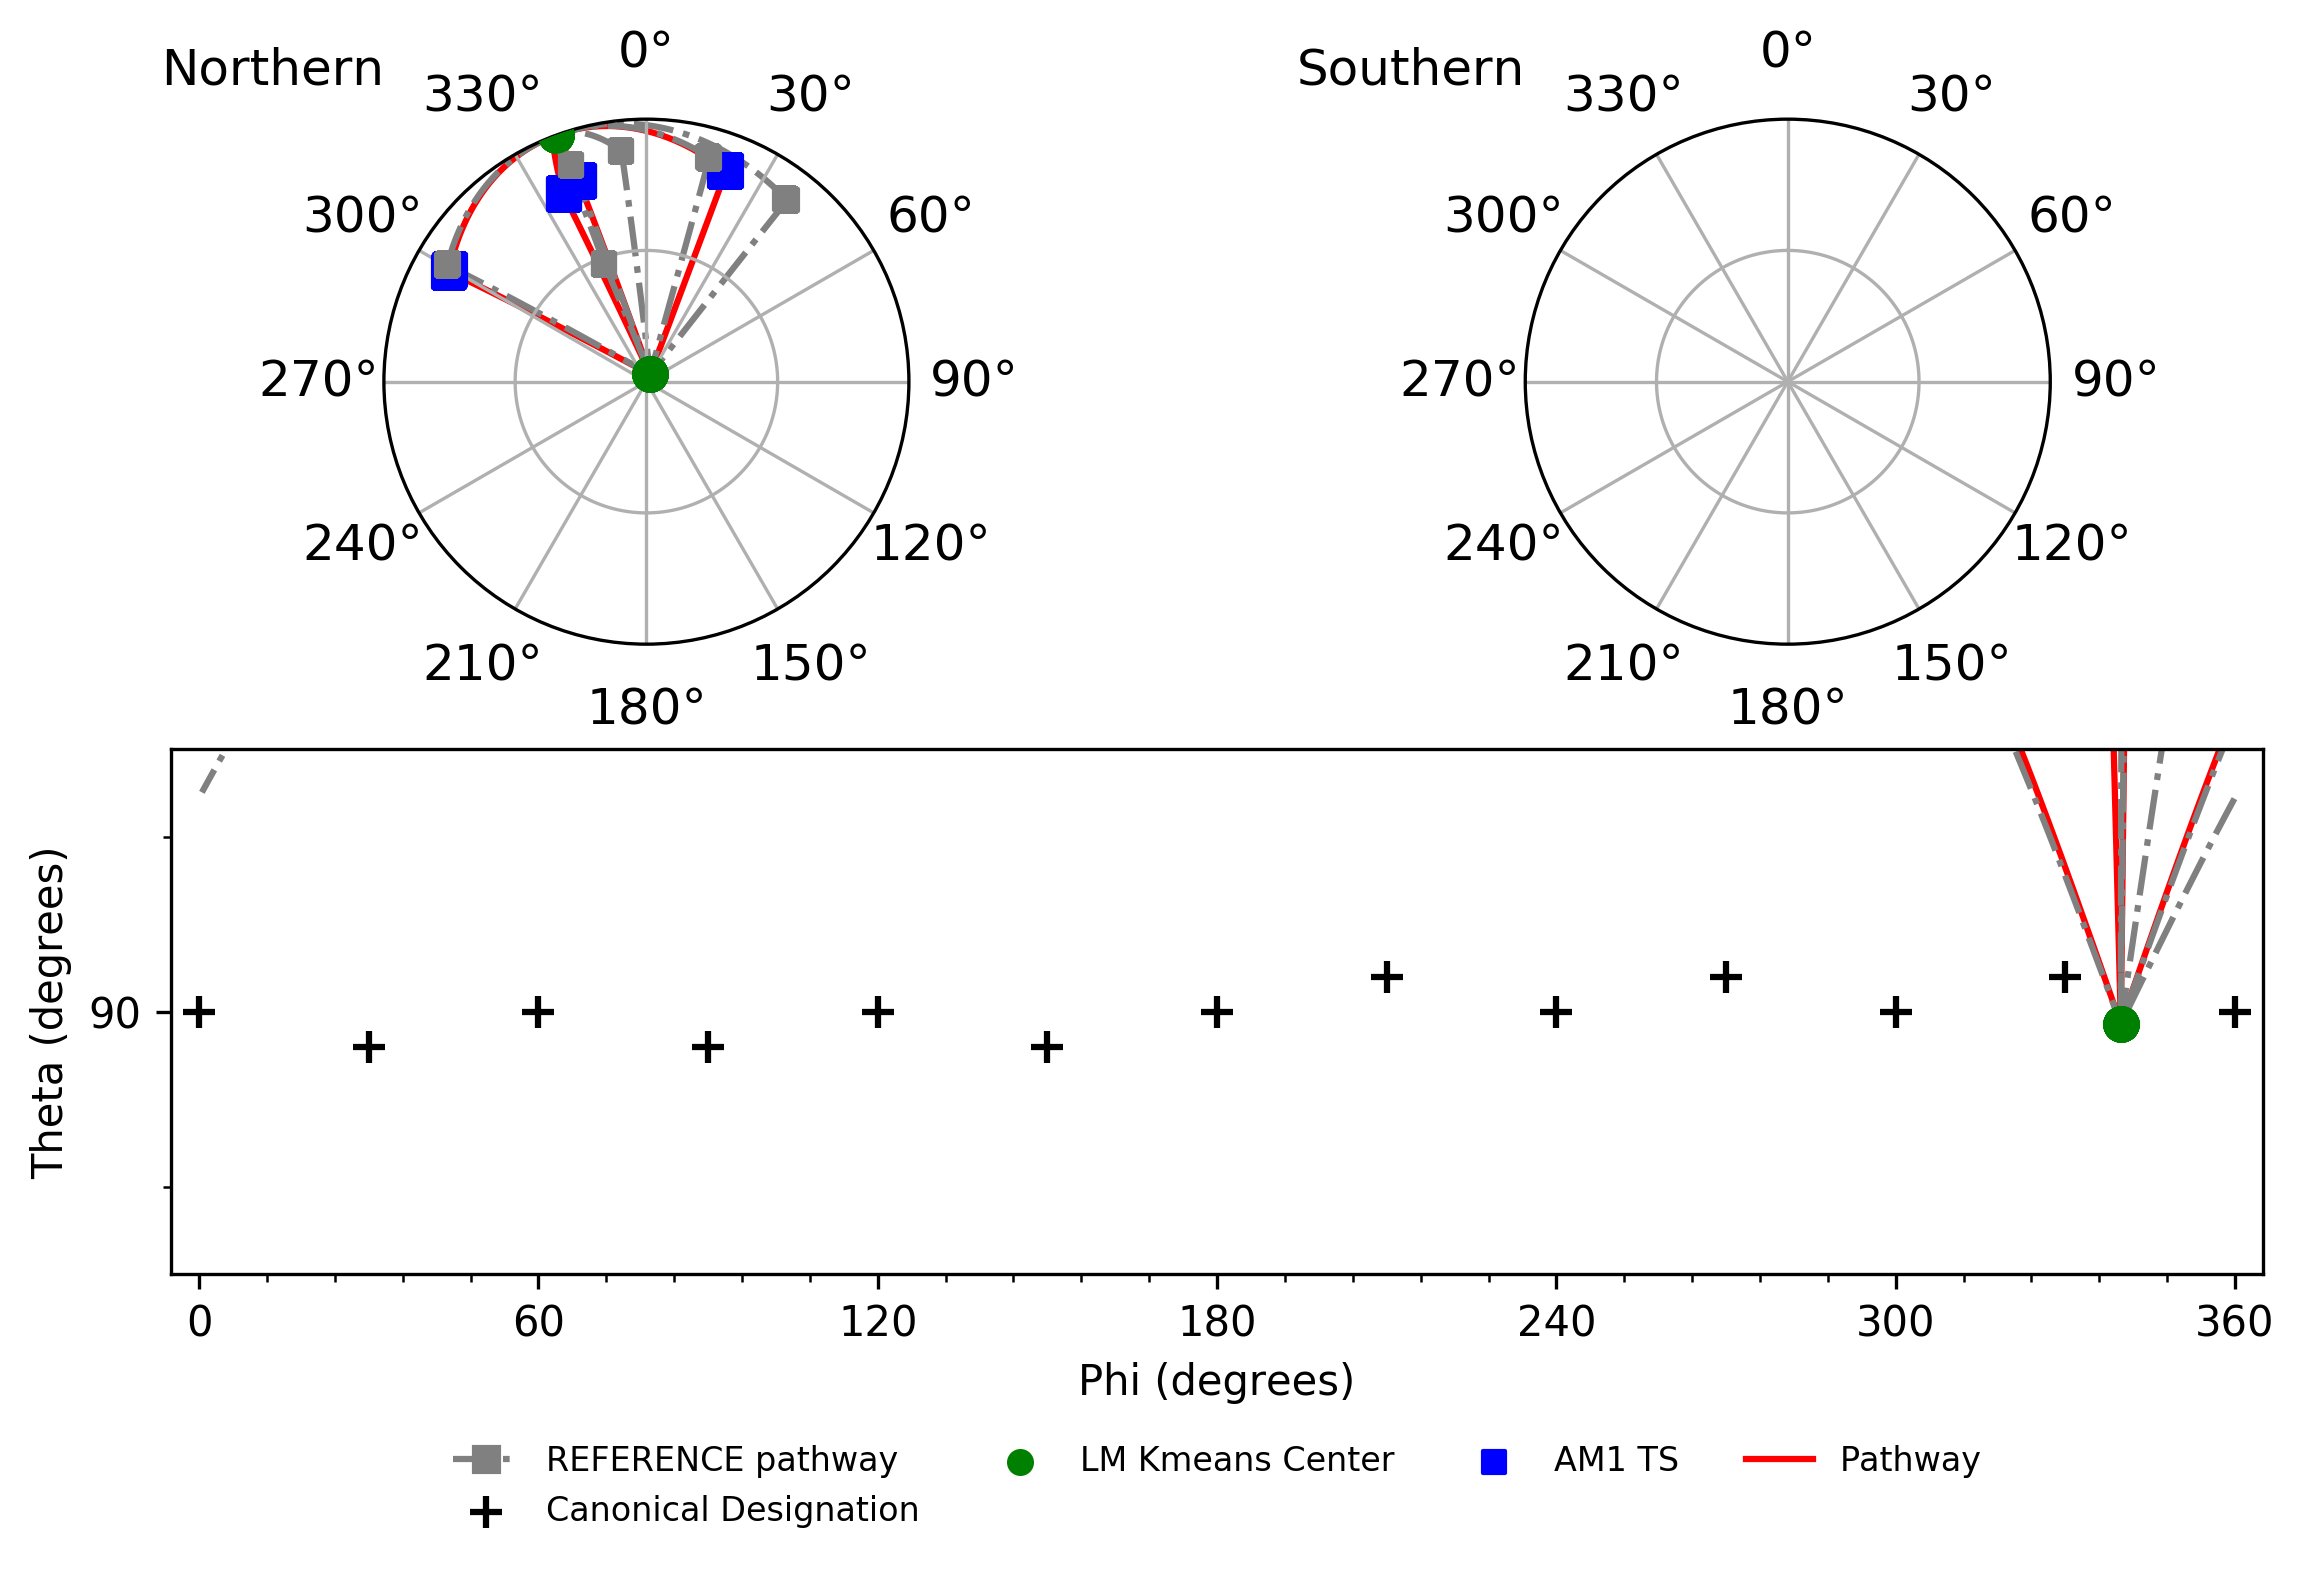 Northern
0°
330°
30°
300°
60°
270°
90°
240°
120°
210°
150°
180°
Southern
0°
330°
30°
300°
60°
270°
90°
240°
120°
210°
150°
180°
Theta (degrees)
90
0 60 120 180 240 300 360
Phi (degrees)
REFERENCE pathway
Canonical Designation
LM Kmeans Center
AM1 TS
Pathway